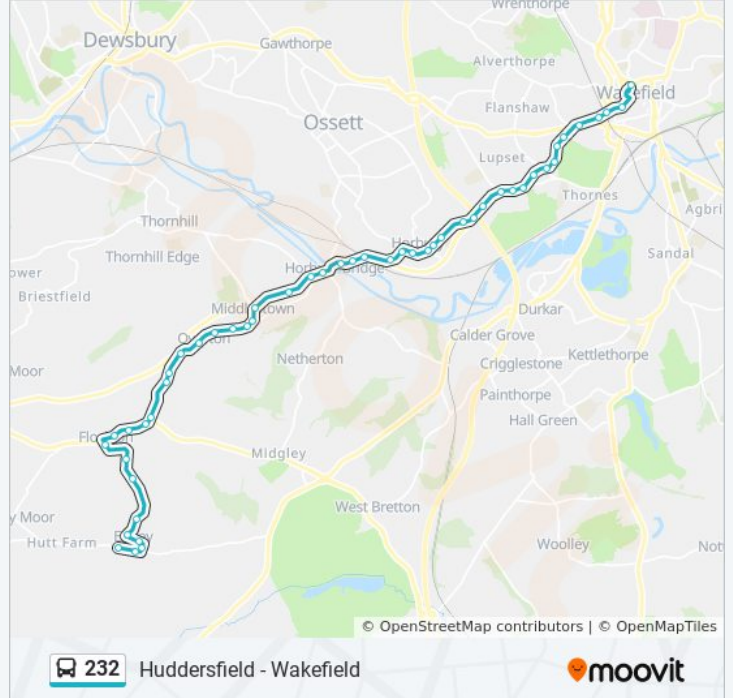 Wrenthorpe
Dewsbury
Gawthorpe
Alverthorpe
Wakefield
Flanshaw
Ossett
Lupset
Thornes
Agbri
Thornhill
Sandal
Thornhill Edge
ower
Briestfield
Durkar
Calder Grove
Netherton
Kettlethorpe
Crigglestone
Moor
Painthorpe
Hall Green
Midgley
West Bretton
y Moor
Hutt Farm
Woolley
Nott
© OpenStreetMap contributors | © OpenMapTiles
232 Huddersfield - Wakefield
moovit